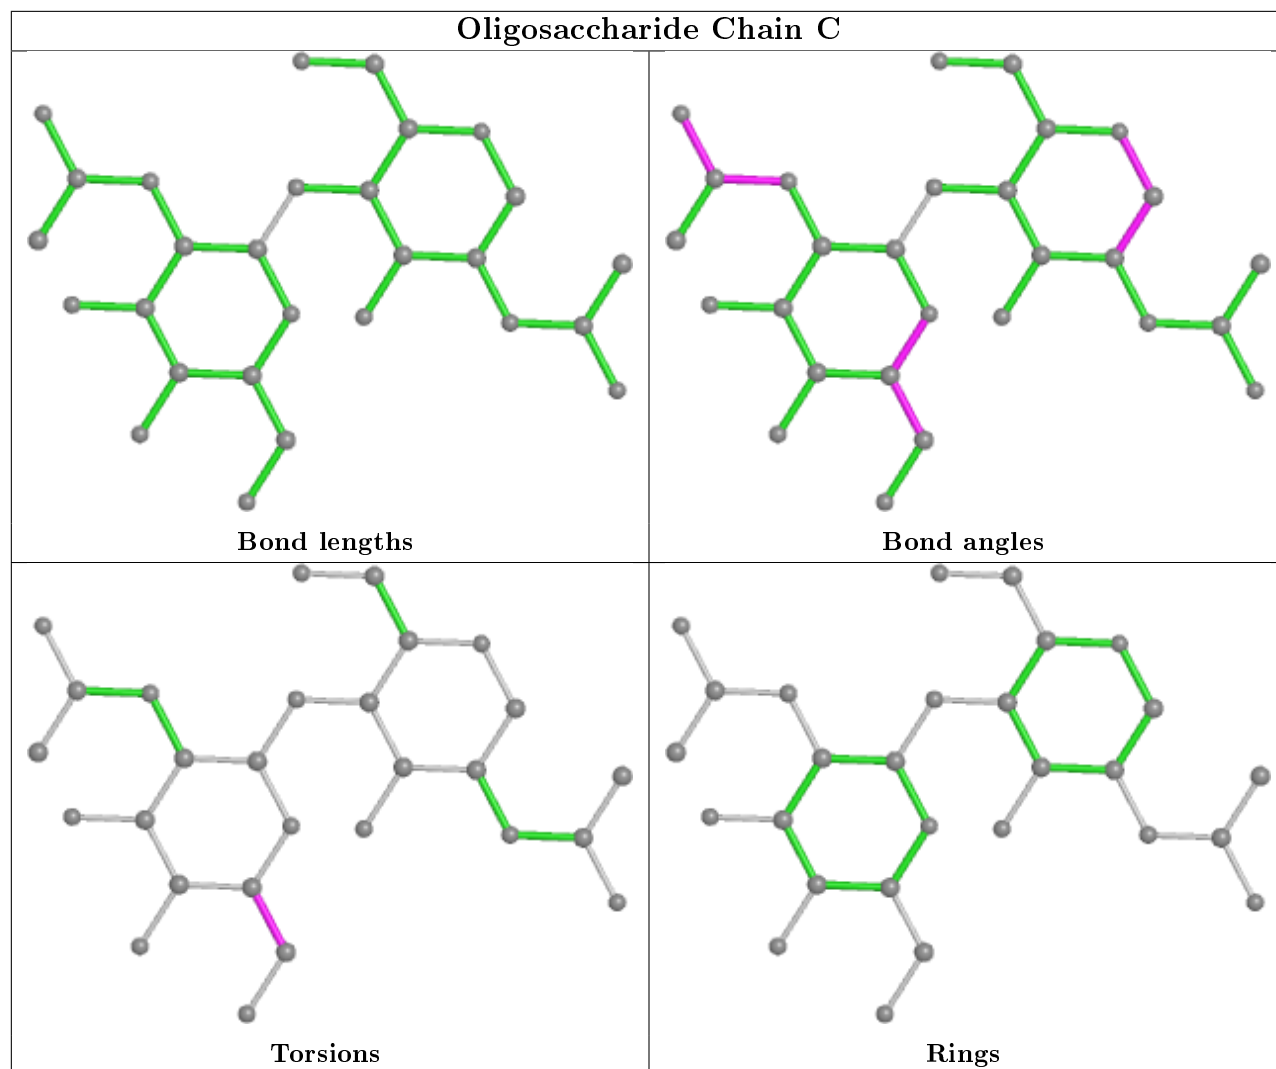 Oligosaccharide Chain C
Bond lengths
Bond angles
Torsions
Rings